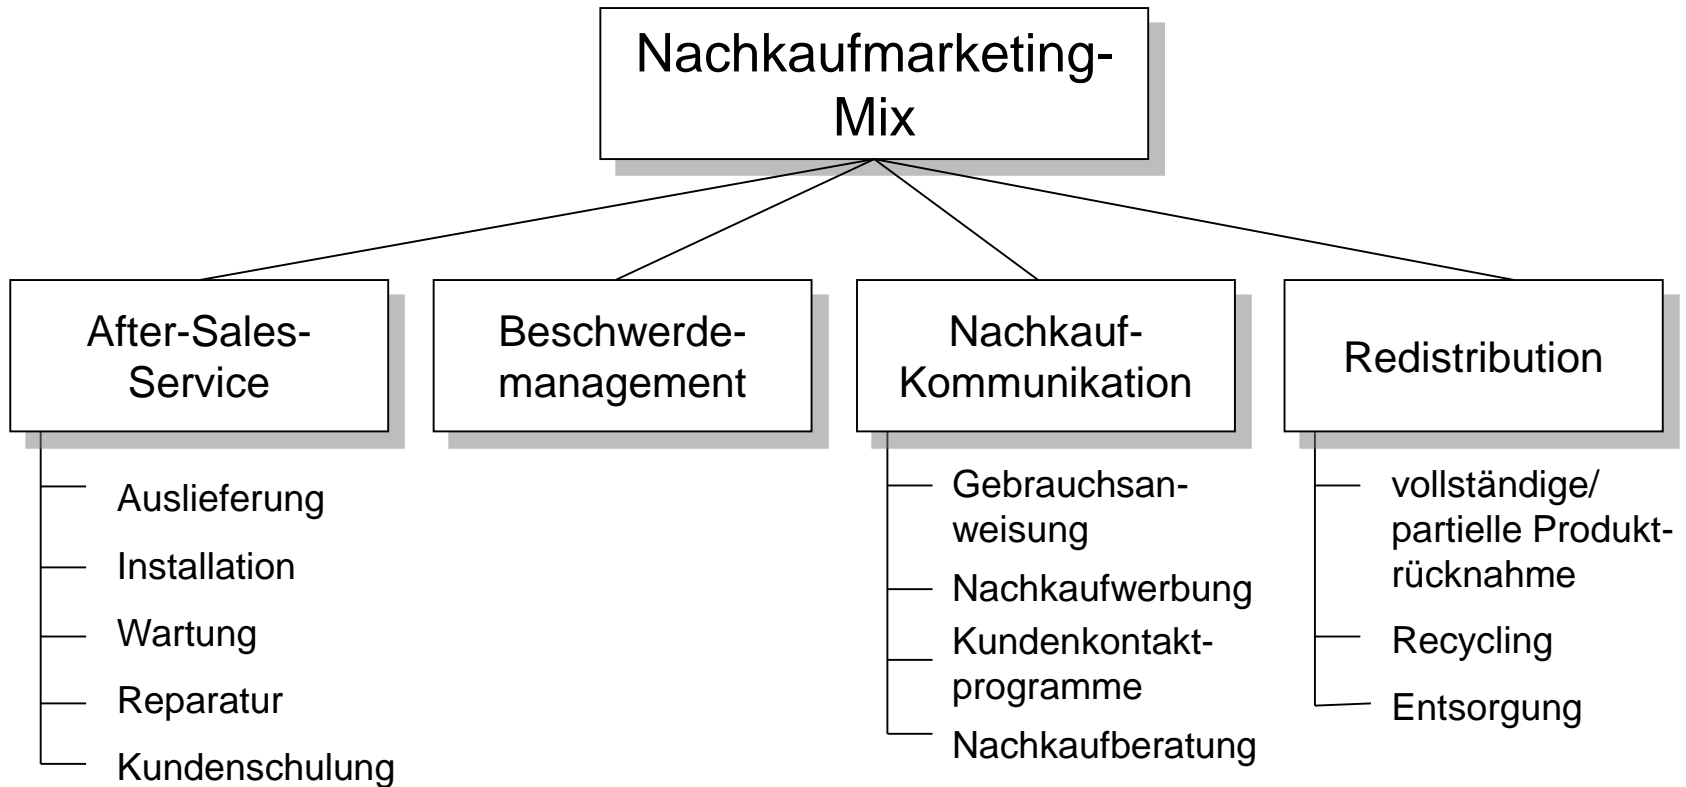 Nachkaufmarketing-
Mix
After-Sales-
Service
Auslieferung
Installation
Wartung
Reparatur
Kundenschulung
Beschwerde-
management
Nachkauf-
Kommunikation
Gebrauchsan-
weisung
Nachkaufwerbung
Kundenkontakt-
programme
Nachkaufberatung
Redistribution
vollständige/
partielle Produkt-
rücknahme
Recycling
Entsorgung